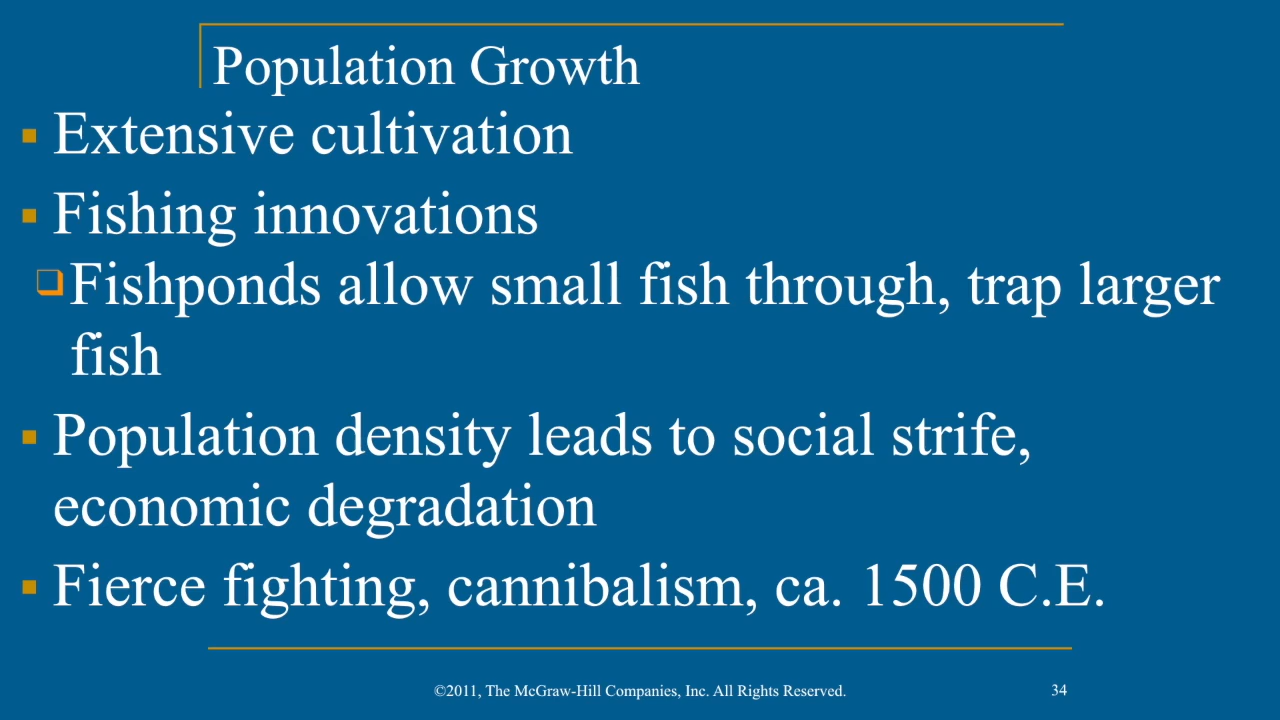 Population Growth
Extensive cultivation
Fishing innovations
Fishponds allow small fish through, trap larger
fish
Population density leads to social strife,
economic degradation
Fierce fighting, cannibalism, ca. 1500 C.E.
©2011, The McGraw-Hill Companies, Inc. All Rights Reserved.
34